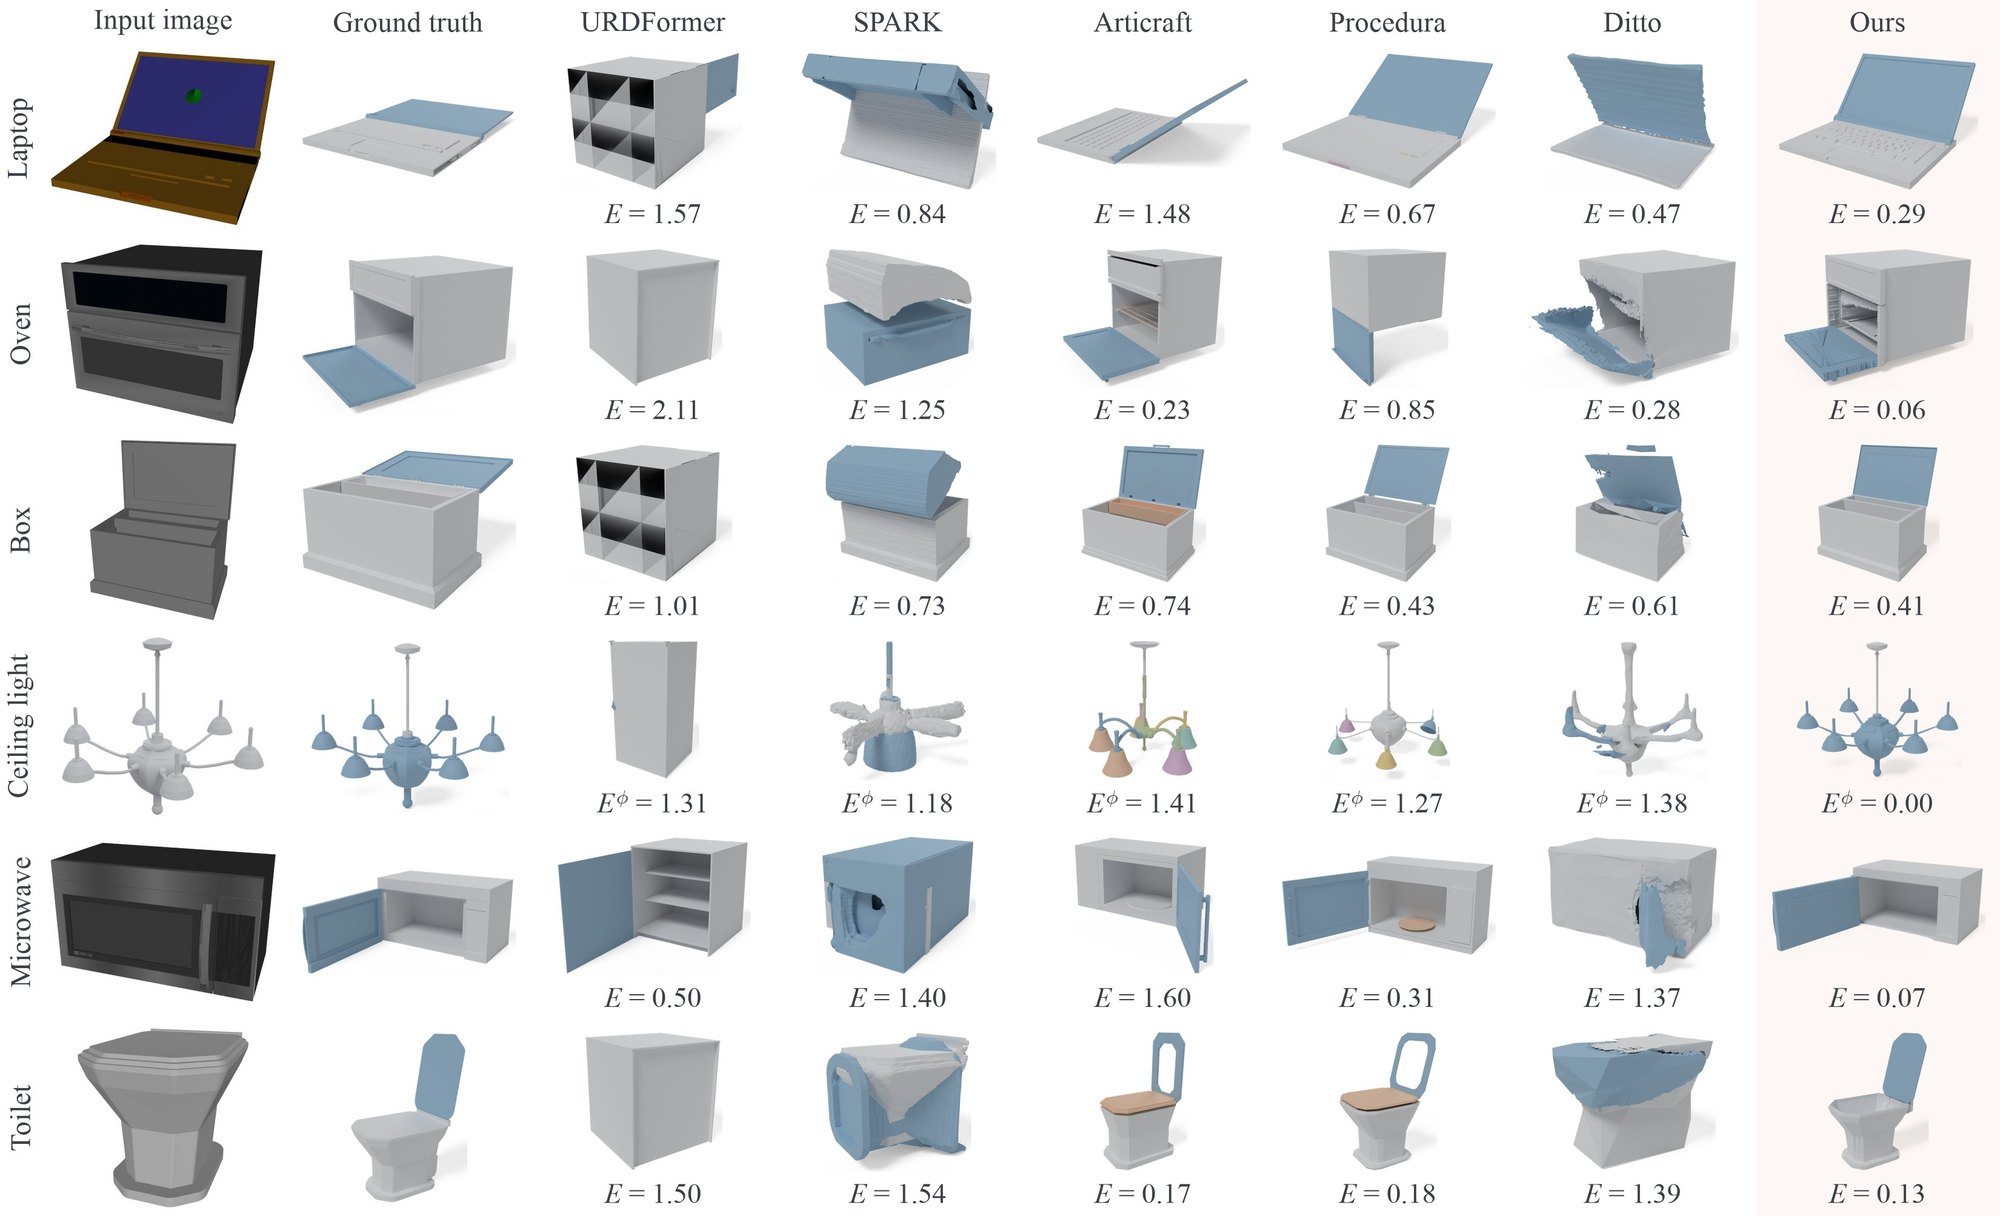 Input image Ground truth URDFormer SPARK Articraft Procedura Ditto Ours
Laptop
E = 1.57 E = 0.84 E = 1.48 E = 0.67 E = 0.47 E = 0.29
Oven
E = 2.11 E = 1.25 E = 0.23 E = 0.85 E = 0.28 E = 0.06
Box
E = 1.01 E = 0.73 E = 0.74 E = 0.43 E = 0.61 E = 0.41
Ceiling light
E^ϕ = 1.31 E^ϕ = 1.18 E^ϕ = 1.41 E^ϕ = 1.27 E^ϕ = 1.38 E^ϕ = 0.00
Microwave
E = 0.50 E = 1.40 E = 1.60 E = 0.31 E = 1.37 E = 0.07
Toilet
E = 1.50 E = 1.54 E = 0.17 E = 0.18 E = 1.39 E = 0.13